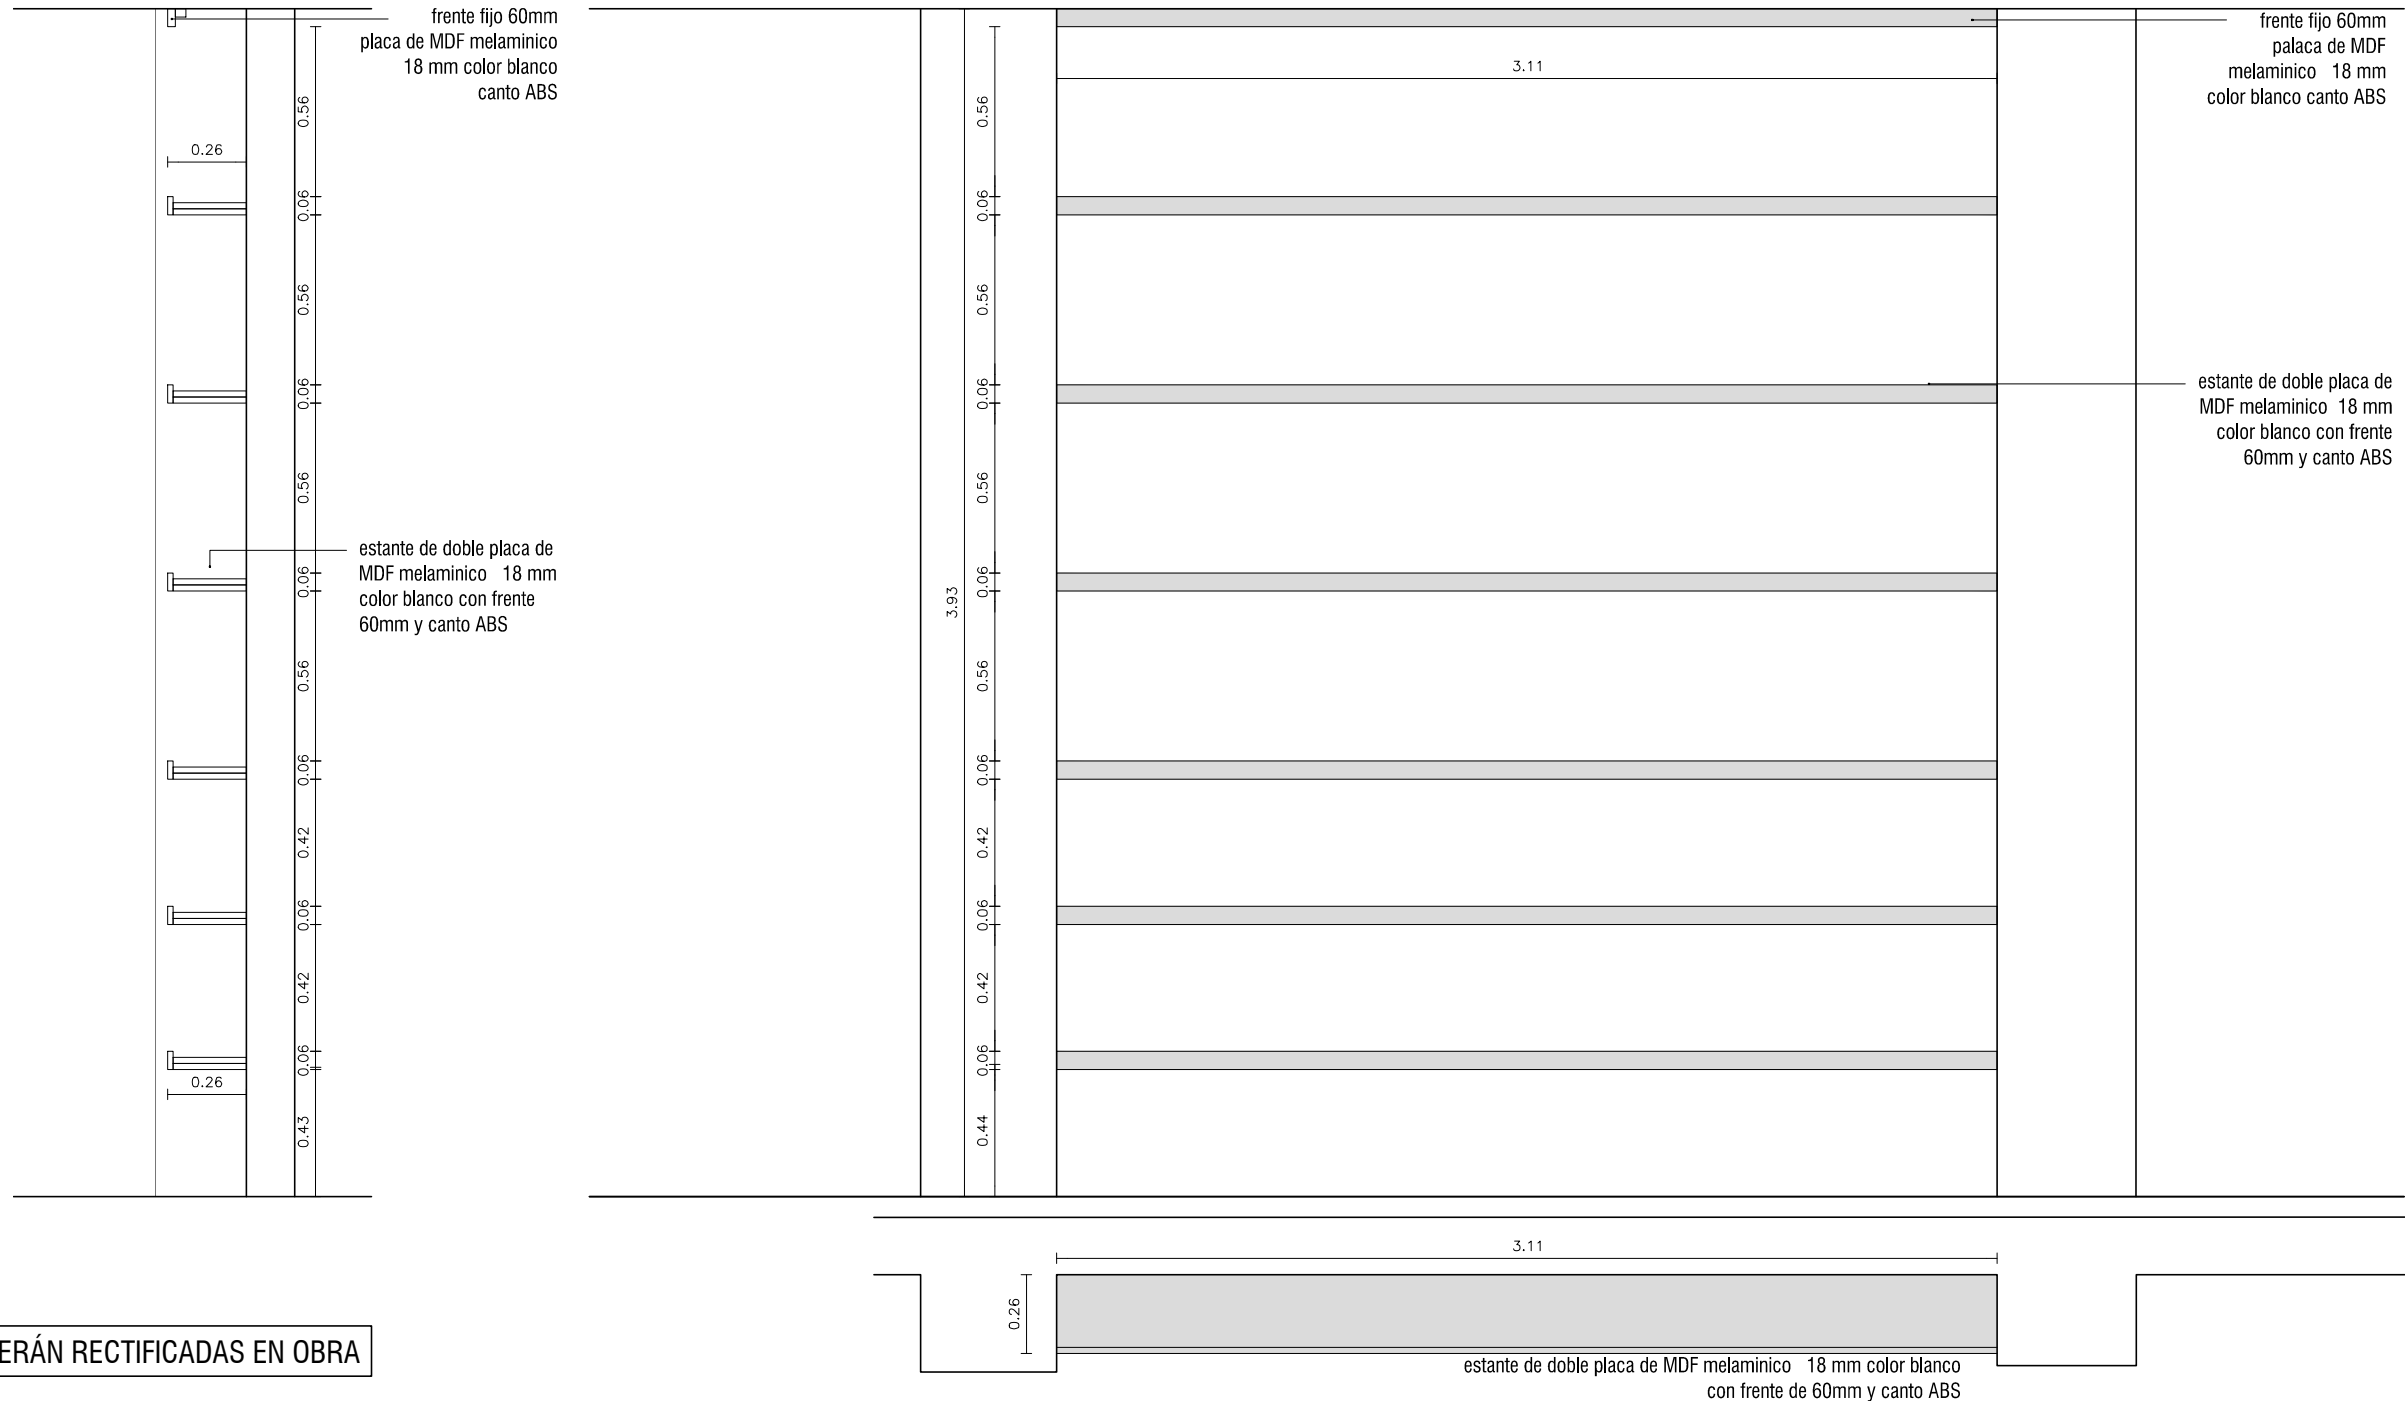 frente fijo 60mm
placa de MDF melaminico
18 mm color blanco
canto ABS
0.26
0.56
0.06
0.56
0.06
0.56
0.06
0.56
0.06
0.42
0.06
0.42
0.06
0.43
0.26
estante de doble placa de
MDF melaminico 18 mm
color blanco con frente
60mm y canto ABS
3.93
0.56
0.06
0.56
0.06
0.56
0.06
0.56
0.06
0.42
0.06
0.42
0.06
0.44
3.11
frente fijo 60mm
palaca de MDF
melaminico 18 mm
color blanco canto ABS
estante de doble placa de
MDF melaminico 18 mm
color blanco con frente
60mm y canto ABS
3.11
0.26
estante de doble placa de MDF melaminico 18 mm color blanco
con frente de 60mm y canto ABS
ERÁN RECTIFICADAS EN OBRA